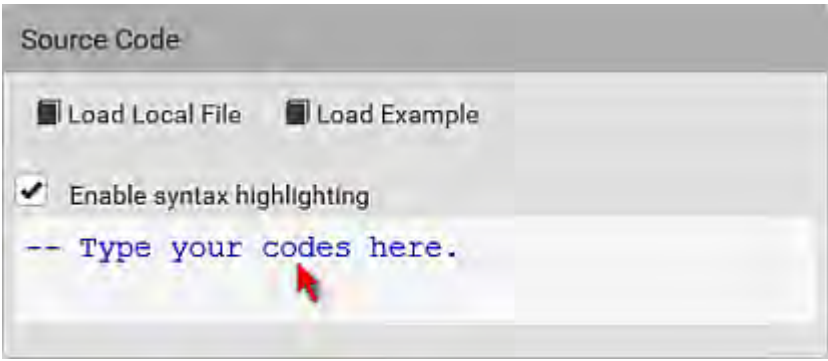 Source Code
Load Local File Load Example
Enable syntax highlighting
-- Type your codes here.